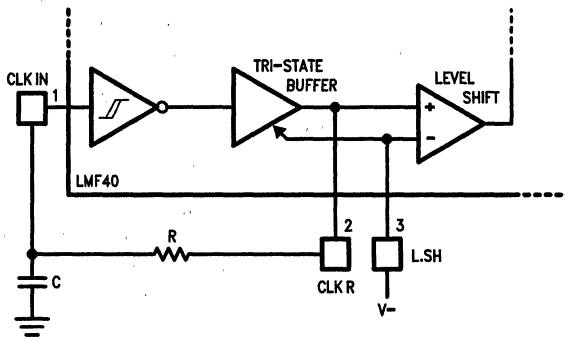 TRI-STATE
BUFFER
LEVEL
SHIFT
CLK IN
1
+
-
LMF40
2
3
R
L.SH
C
CLK R
V-